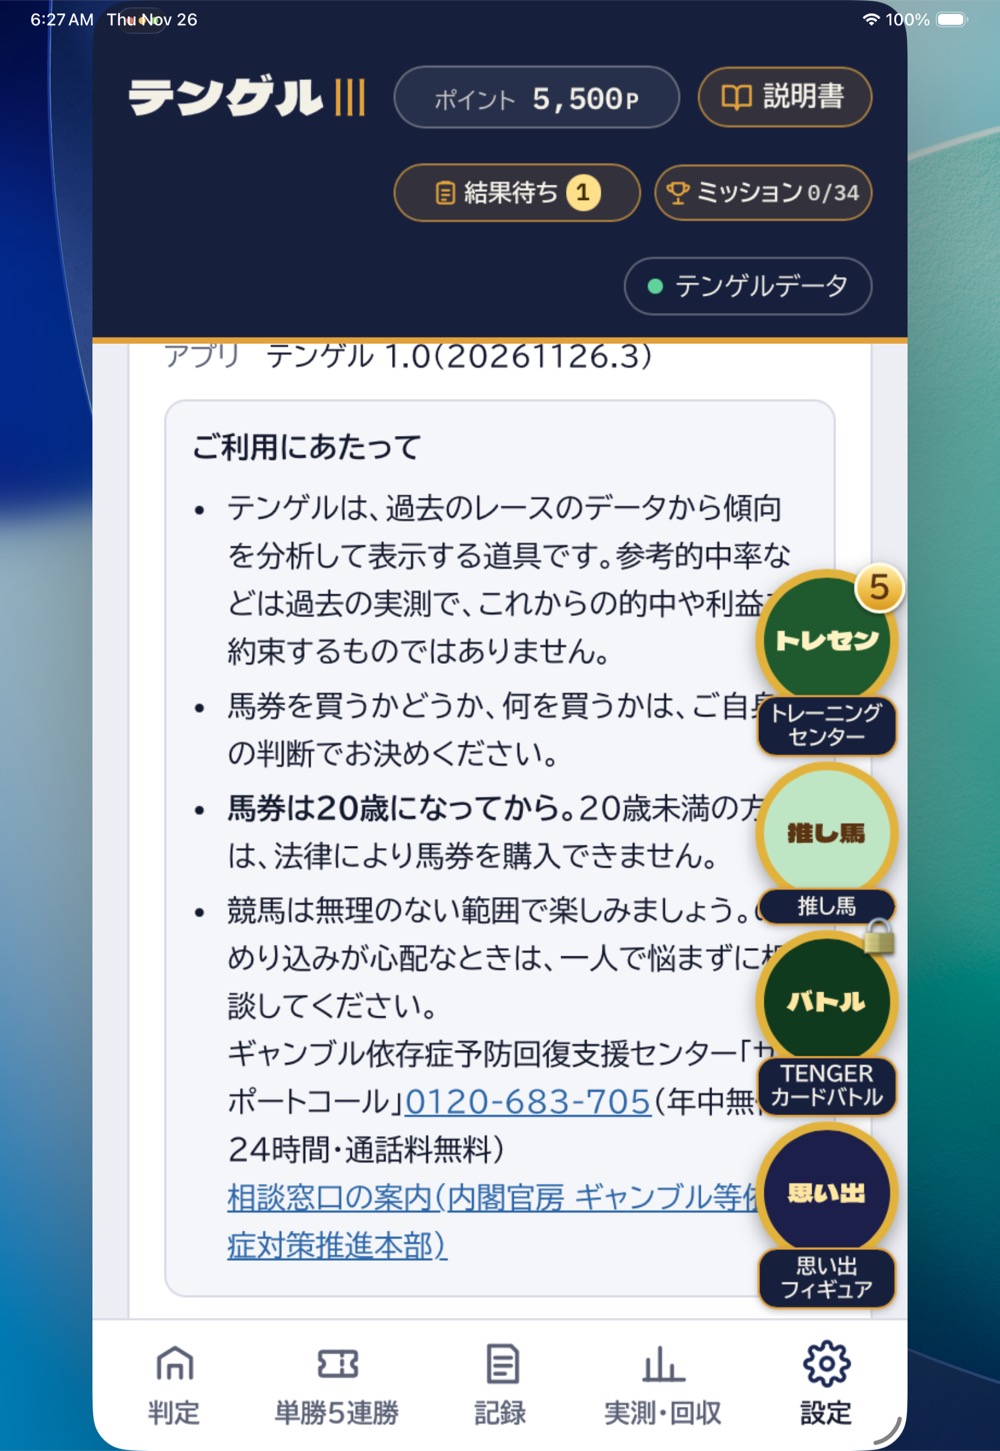 6:27 AM Thu Nov 26
100%
テンゲル
ポイント 5,500P
説明書
結果待ち 1
ミッション 0/34
テンゲルデータ
アプリ テンゲル 1.0(20261126.3)
ご利用にあたって
• テンゲルは、過去のレースのデータから傾向
を分析して表示する道具です。参考的中率な
どは過去の実測で、これからの的中や利益
約束するものではありません。
• 馬券を買うかどうか、何を買うかは、ご自
の判断でお決めください。
• 馬券は20歳になってから。20歳未満の方
は、法律により馬券を購入できません。
• 競馬は無理のない範囲で楽しみましょう。
めり込みが心配なときは、一人で悩まずに
談してください。
ギャンブル依存症予防回復支援センター「サ
ポートコール」0120-683-705(年中無
24時間・通話料無料)
相談窓口の案内(内閣官房 ギャンブル等
症対策推進本部)
5
トレセン
トレーニング
センター
推し馬
推し馬
バトル
TENGER
カードバトル
思い出
思い出
フィギュア
判定
単勝5連勝
記録
実測・回収
設定